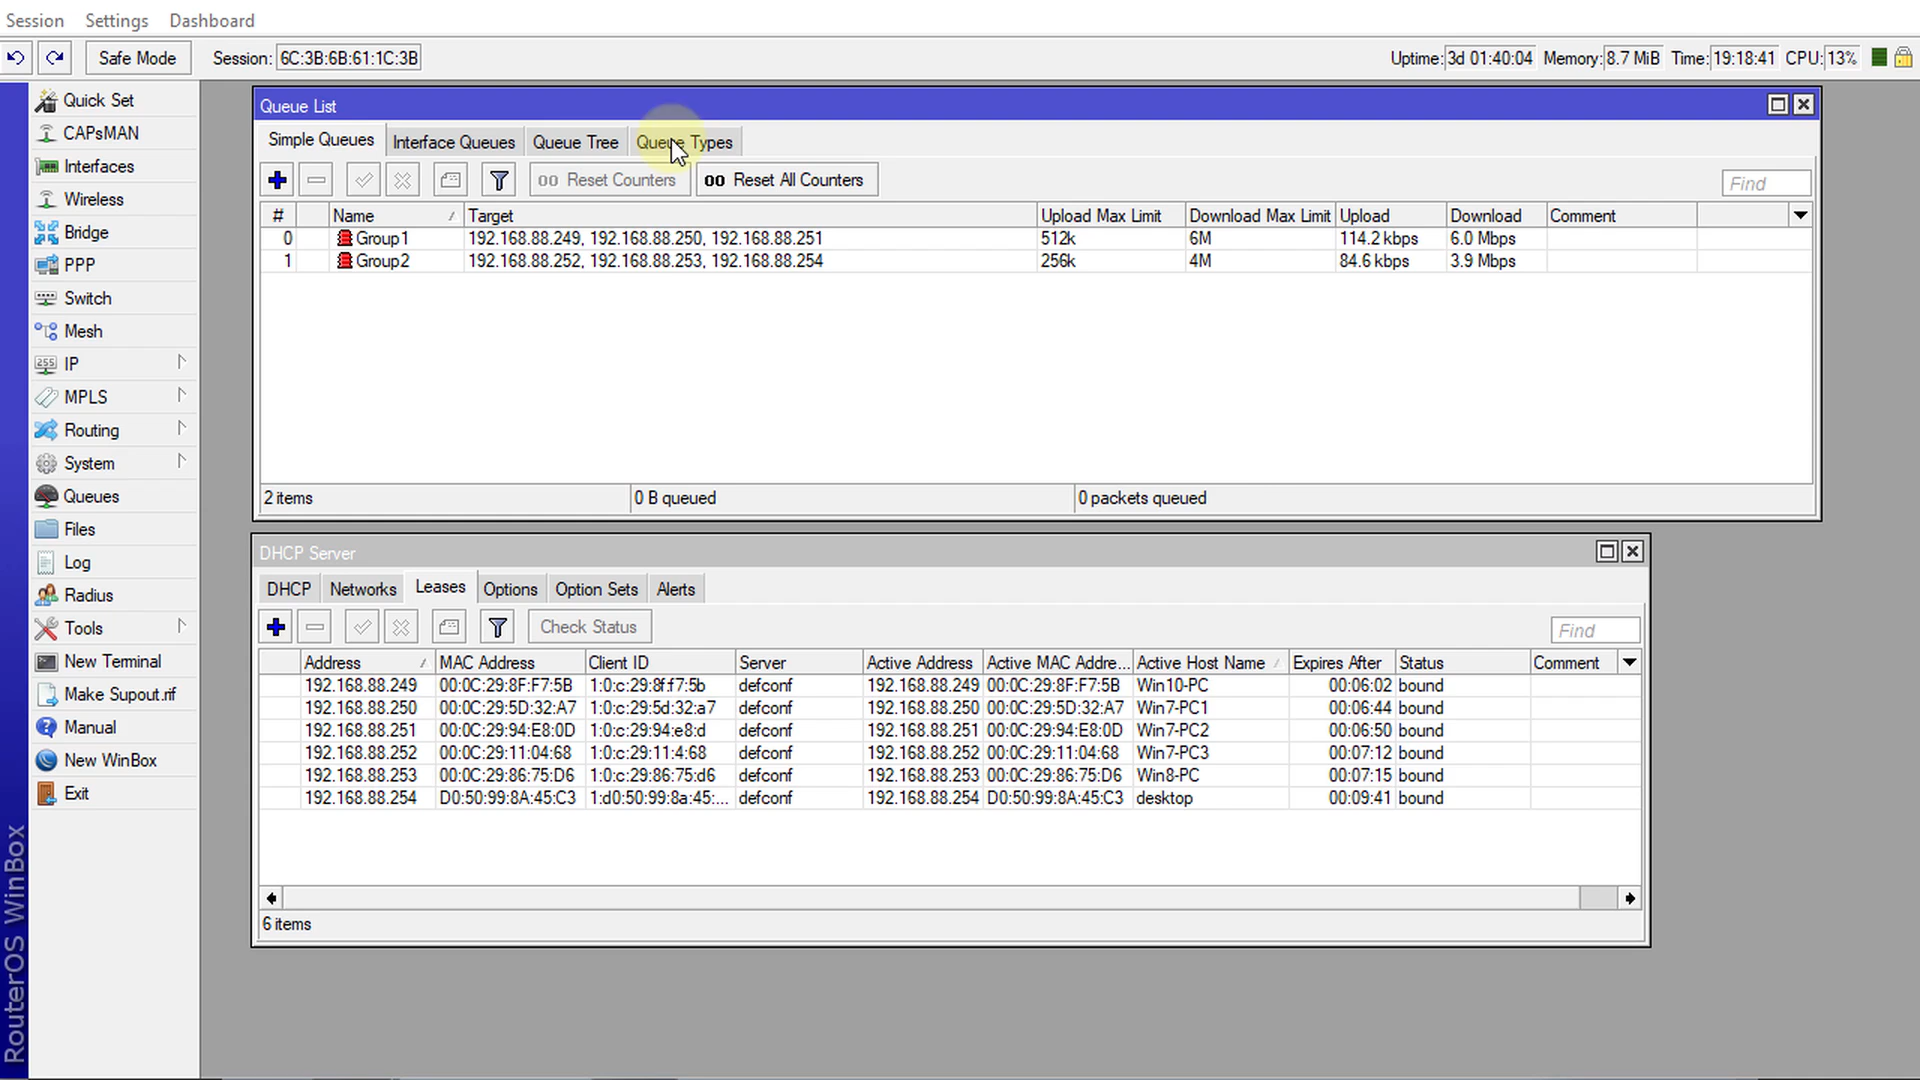 Session Settings Dashboard
Safe Mode Session: 6C:3B:6B:61:1C:3B Uptime: 3d 01:40:04 Memory: 8.7 MiB Time: 19:18:41 CPU: 13%
Quick Set
CAPsMAN
Interfaces
Wireless
Bridge
PPP
Switch
Mesh
255 IP
MPLS
Routing
System
Queues
Files
Log
Radius
Tools
New Terminal
Make Supout.rif
Manual
New WinBox
Exit
RouterOS WinBox
Queue List
Simple Queues Interface Queues Queue Tree Queue Types
00 Reset Counters 00 Reset All Counters Find
# Name Target Upload Max Limit Download Max Limit Upload Download Comment
0 Group1 192.168.88.249, 192.168.88.250, 192.168.88.251 512k 6M 114.2 kbps 6.0 Mbps
1 Group2 192.168.88.252, 192.168.88.253, 192.168.88.254 256k 4M 84.6 kbps 3.9 Mbps
2 items 0 B queued 0 packets queued
DHCP Server
DHCP Networks Leases Options Option Sets Alerts
Check Status Find
Address MAC Address Client ID Server Active Address Active MAC Addre... Active Host Name Expires After Status Comment
192.168.88.249 00:0C:29:8F:F7:5B 1:0:c:29:8f:f7:5b defconf 192.168.88.249 00:0C:29:8F:F7:5B Win10-PC 00:06:02 bound
192.168.88.250 00:0C:29:5D:32:A7 1:0:c:29:5d:32:a7 defconf 192.168.88.250 00:0C:29:5D:32:A7 Win7-PC1 00:06:44 bound
192.168.88.251 00:0C:29:94:E8:0D 1:0:c:29:94:e8:d defconf 192.168.88.251 00:0C:29:94:E8:0D Win7-PC2 00:06:50 bound
192.168.88.252 00:0C:29:11:04:68 1:0:c:29:11:4:68 defconf 192.168.88.252 00:0C:29:11:04:68 Win7-PC3 00:07:12 bound
192.168.88.253 00:0C:29:86:75:D6 1:0:c:29:86:75:d6 defconf 192.168.88.253 00:0C:29:86:75:D6 Win8-PC 00:07:15 bound
192.168.88.254 D0:50:99:8A:45:C3 1:d0:50:99:8a:45:... defconf 192.168.88.254 D0:50:99:8A:45:C3 desktop 00:09:41 bound
6 items